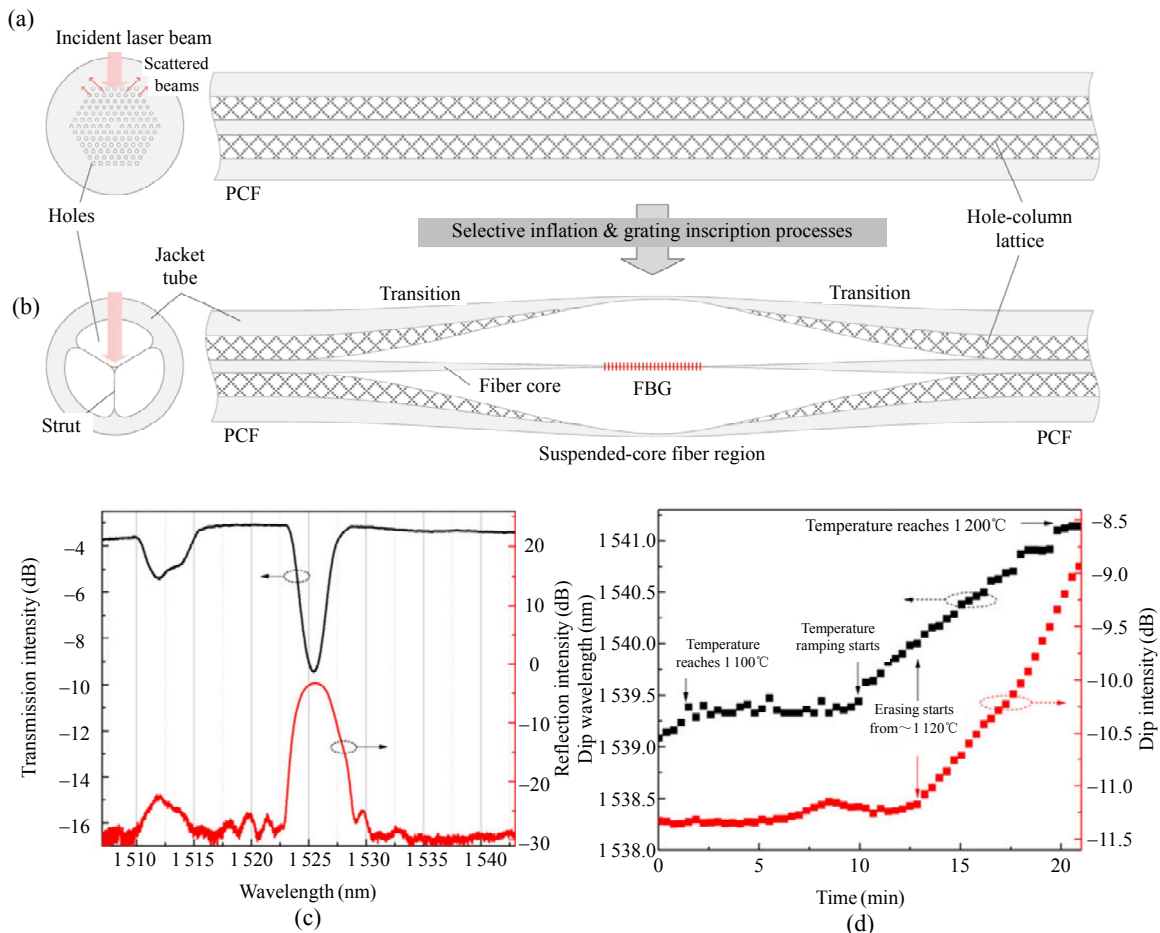 (a)
Incident laser beam
Scattered
beams
PCF
Holes
Selective inflation & grating inscription processes
Hole-column
lattice
Jacket
tube
(b)
Transition
Transition
Fiber core
FBG
Strut
PCF
PCF
Suspended-core fiber region
−4
−6
−8
−10
−12
−14
−16
Transmission intensity (dB)
20
10
0
−10
−20
−30
Reflection intensity (dB)
1 510
1 515
1 520
1 525
1 530
1 535
1 540
Wavelength (nm)
(c)
1 541.0
1 540.5
1 540.0
1 539.5
1 539.0
1 538.5
1 538.0
Dip wavelength (nm)
Temperature reaches 1 200℃
Temperature
reaches 1 100℃
Temperature
ramping starts
Erasing starts
from～1 120℃
−8.5
−9.0
−9.5
−10.0
−10.5
−11.0
−11.5
Dip intensity (dB)
0
5
10
15
20
Time (min)
(d)